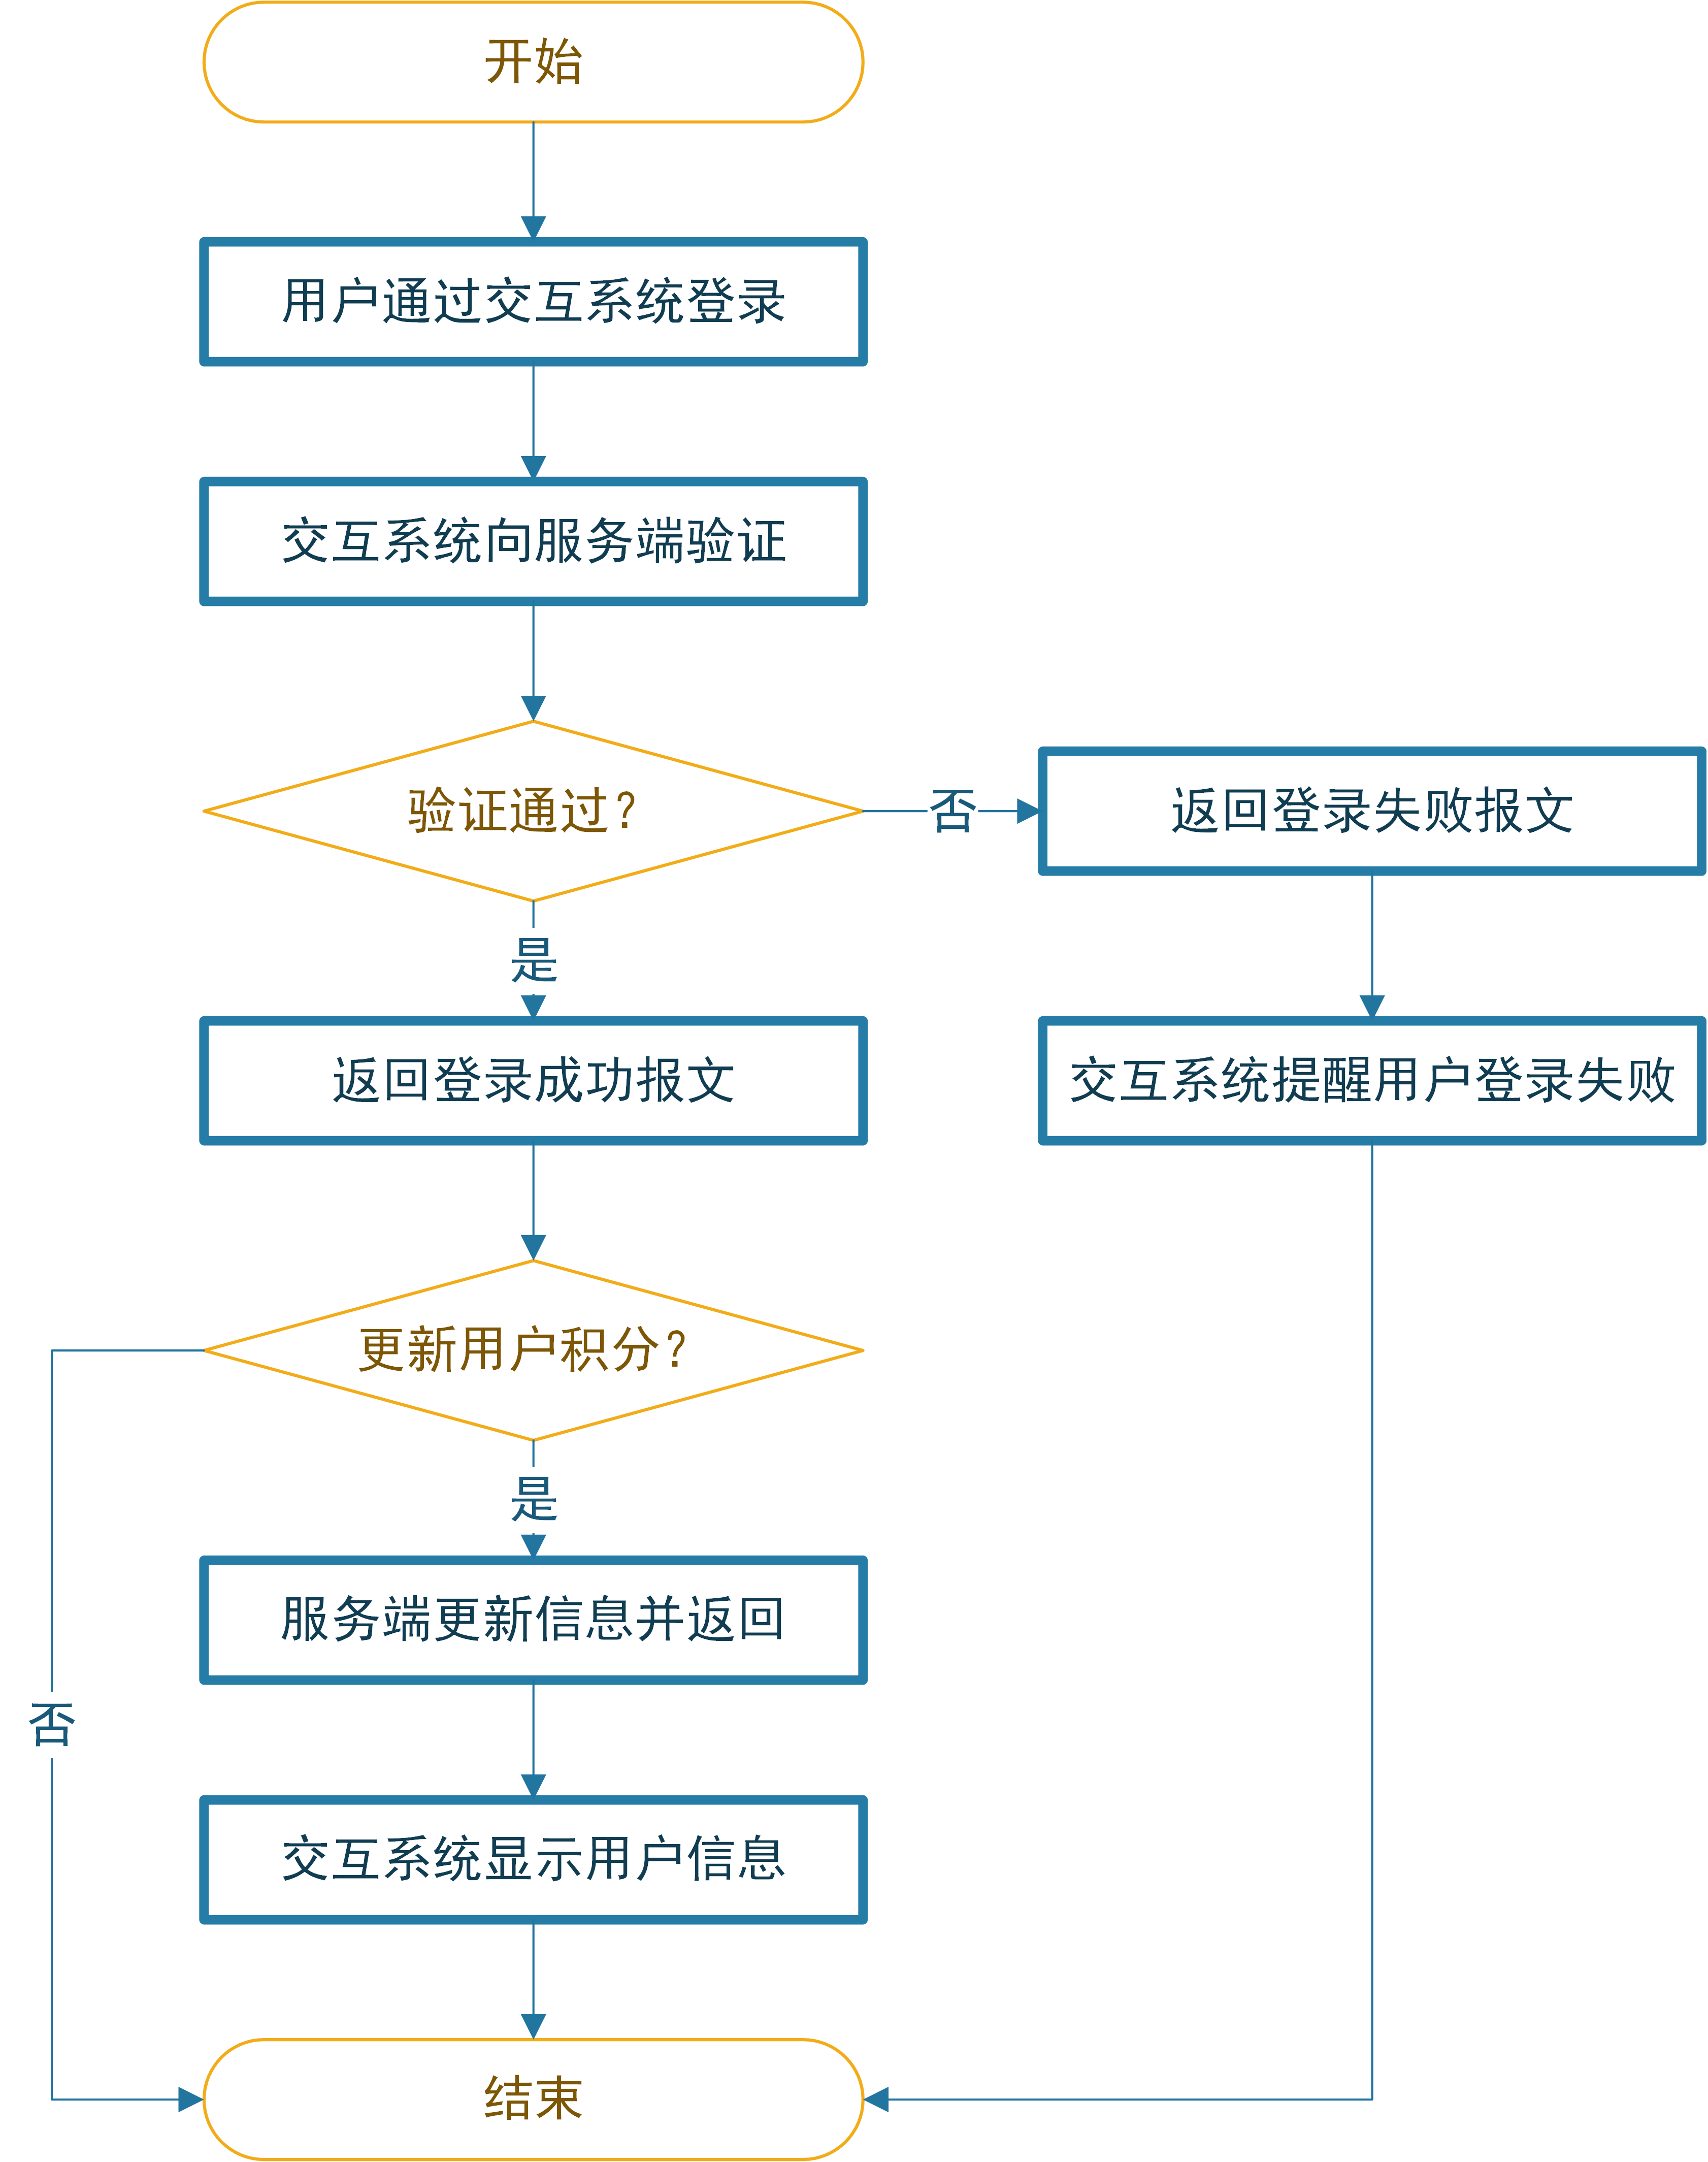 开始
用户通过交互系统登录
交互系统向服务端验证
验证通过？
否
返回登录失败报文
是
返回登录成功报文
交互系统提醒用户登录失败
更新用户积分？
是
服务端更新信息并返回
否
交互系统显示用户信息
结束